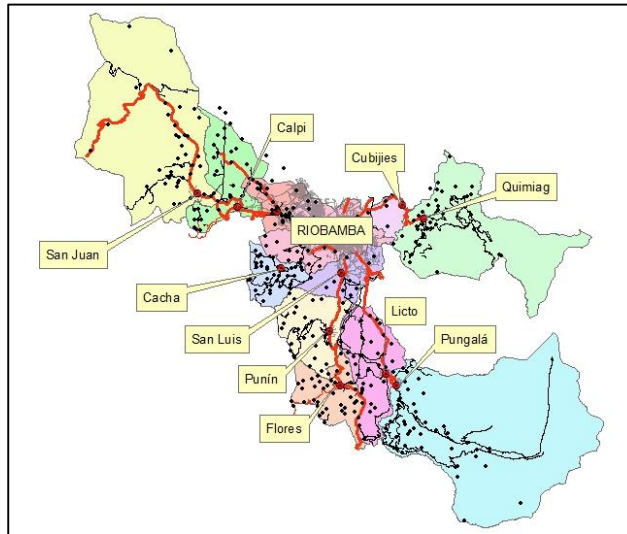 Calpi
Cubijies
Quimiag
San Juan
RIOBAMBA
Cacha
San Luis
Licto
Punín
Pungalá
Flores